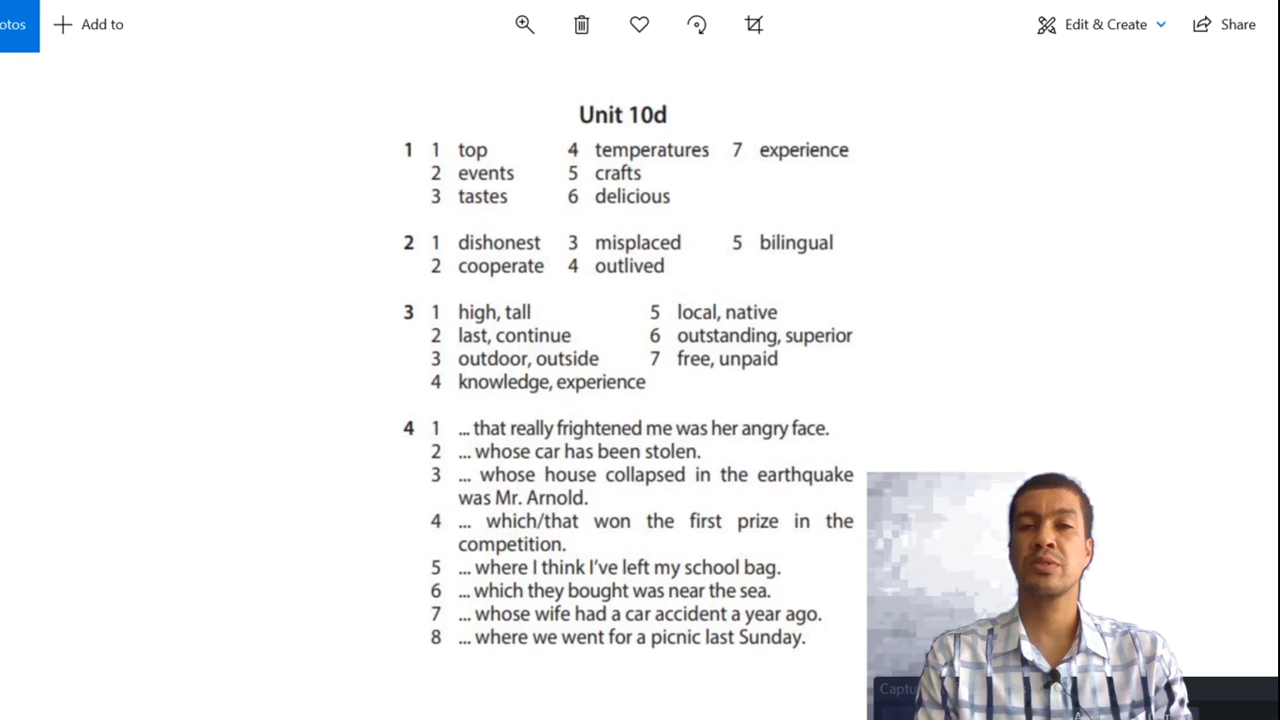 otos Add to Edit & Create Share
Unit 10d
1 1 top 4 temperatures 7 experience
2 events 5 crafts
3 tastes 6 delicious
2 1 dishonest 3 misplaced 5 bilingual
2 cooperate 4 outlived
3 1 high, tall 5 local, native
2 last, continue 6 outstanding, superior
3 outdoor, outside 7 free, unpaid
4 knowledge, experience
4 1 ... that really frightened me was her angry face.
2 ... whose car has been stolen.
3 ... whose house collapsed in the earthquake
was Mr. Arnold.
4 ... which/that won the first prize in the
competition.
5 ... where I think I've left my school bag.
6 ... which they bought was near the sea.
7 ... whose wife had a car accident a year ago.
8 ... where we went for a picnic last Sunday.
Captu